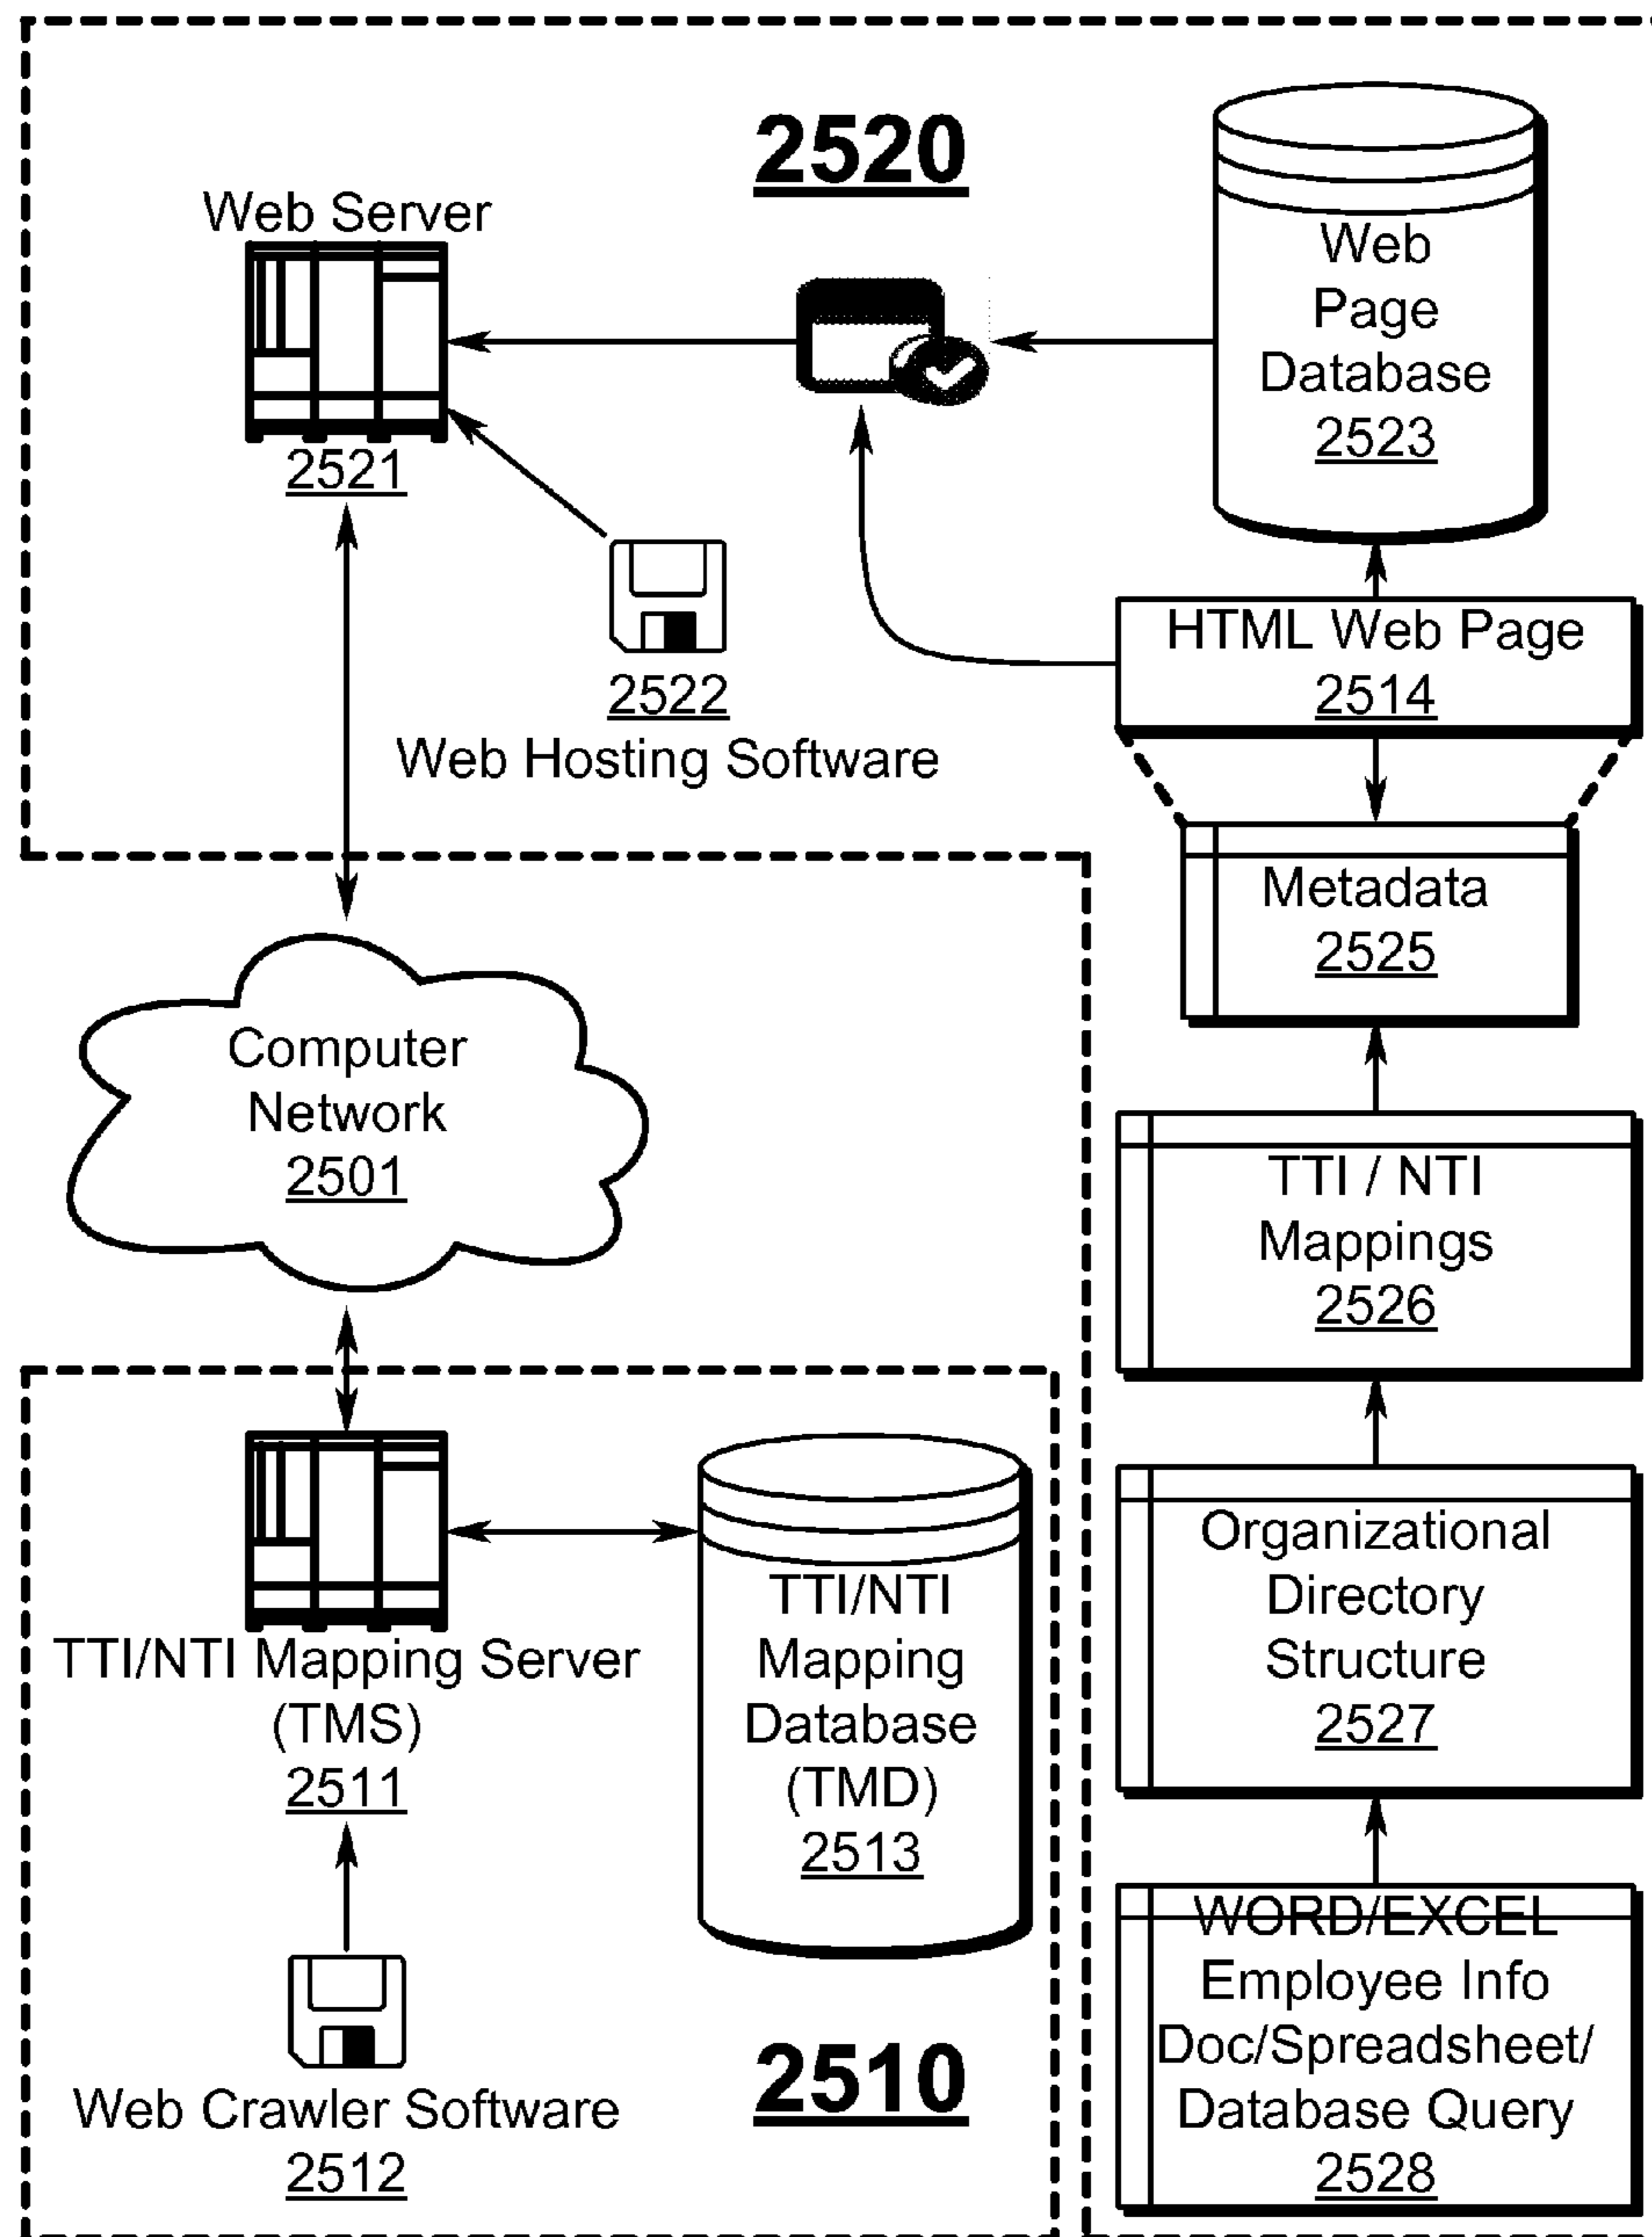 2520
Web Server
2521
Web
Page
Database
2523
2522
Web Hosting Software
HTML Web Page
2514
Metadata
2525
Computer
Network
2501
TTI / NTI
Mappings
2526
TTI/NTI Mapping Server
(TMS)
2511
TTI/NTI
Mapping
Database
(TMD)
2513
Organizational
Directory
Structure
2527
Web Crawler Software
2512
2510
WORD/EXCEL
Employee Info
Doc/Spreadsheet/
Database Query
2528